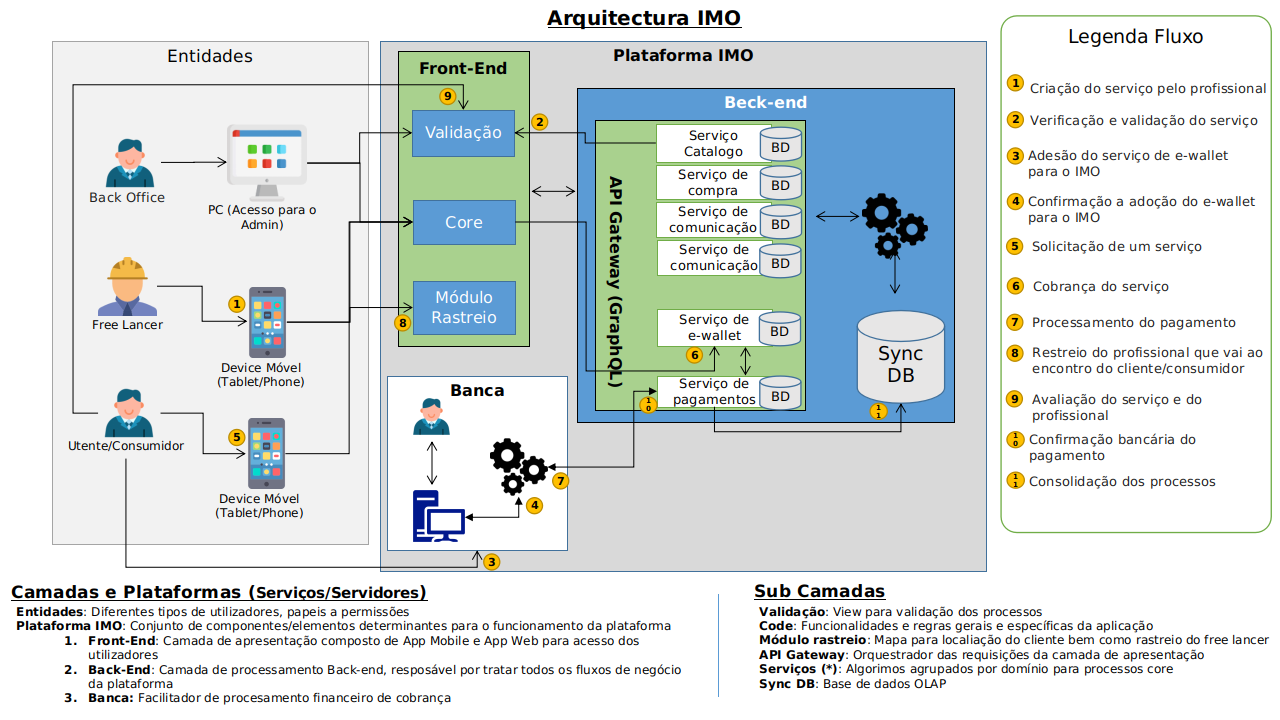 Arquitectura IMO
Entidades
Back Office
PC (Acesso para o
Admin)
Free Lancer
1
Device Móvel
(Tablet/Phone)
Utente/Consumidor
5
Device Móvel
(Tablet/Phone)
Plataforma IMO
Front-End
9
Validação
2
Core
Módulo
Rastreio
8
Beck-end
API Gateway (GraphQL)
Serviço
Catalogo
BD
Serviço de
compra
BD
Serviço de
comunicação
BD
Serviço de
comunicação
BD
Serviço de
e-wallet
BD
6
Serviço de
pagamentos
BD
10
Sync
DB
11
Banca
7
4
3
Legenda Fluxo
1 Criação do serviço pelo profissional
2 Verificação e validação do serviço
3 Adesão do serviço de e-wallet
para o IMO
4 Confirmação a adoção do e-wallet
para o IMO
5 Solicitação de um serviço
6 Cobrança do serviço
7 Processamento do pagamento
8 Restreio do profissional que vai ao
encontro do cliente/consumidor
9 Avaliação do serviço e do
profissional
10 Confirmação bancária do
pagamento
11 Consolidação dos processos
Camadas e Plataformas (Serviços/Servidores)
Entidades: Diferentes tipos de utilizadores, papeis a permissões
Plataforma IMO: Conjunto de componentes/elementos determinantes para o funcionamento da plataforma
1. Front-End: Camada de apresentação composto de App Mobile e App Web para acesso dos
utilizadores
2. Back-End: Camada de processamento Back-end, resposável por tratar todos os fluxos de negócio
da plataforma
3. Banca: Facilitador de procesamento financeiro de cobrança
Sub Camadas
Validação: View para validação dos processos
Code: Funcionalidades e regras gerais e específicas da aplicação
Módulo rastreio: Mapa para localiação do cliente bem como rastreio do free lancer
API Gateway: Orquestrador das requisições da camada de apresentação
Serviços (*): Algorimos agrupados por domínio para processos core
Sync DB: Base de dados OLAP